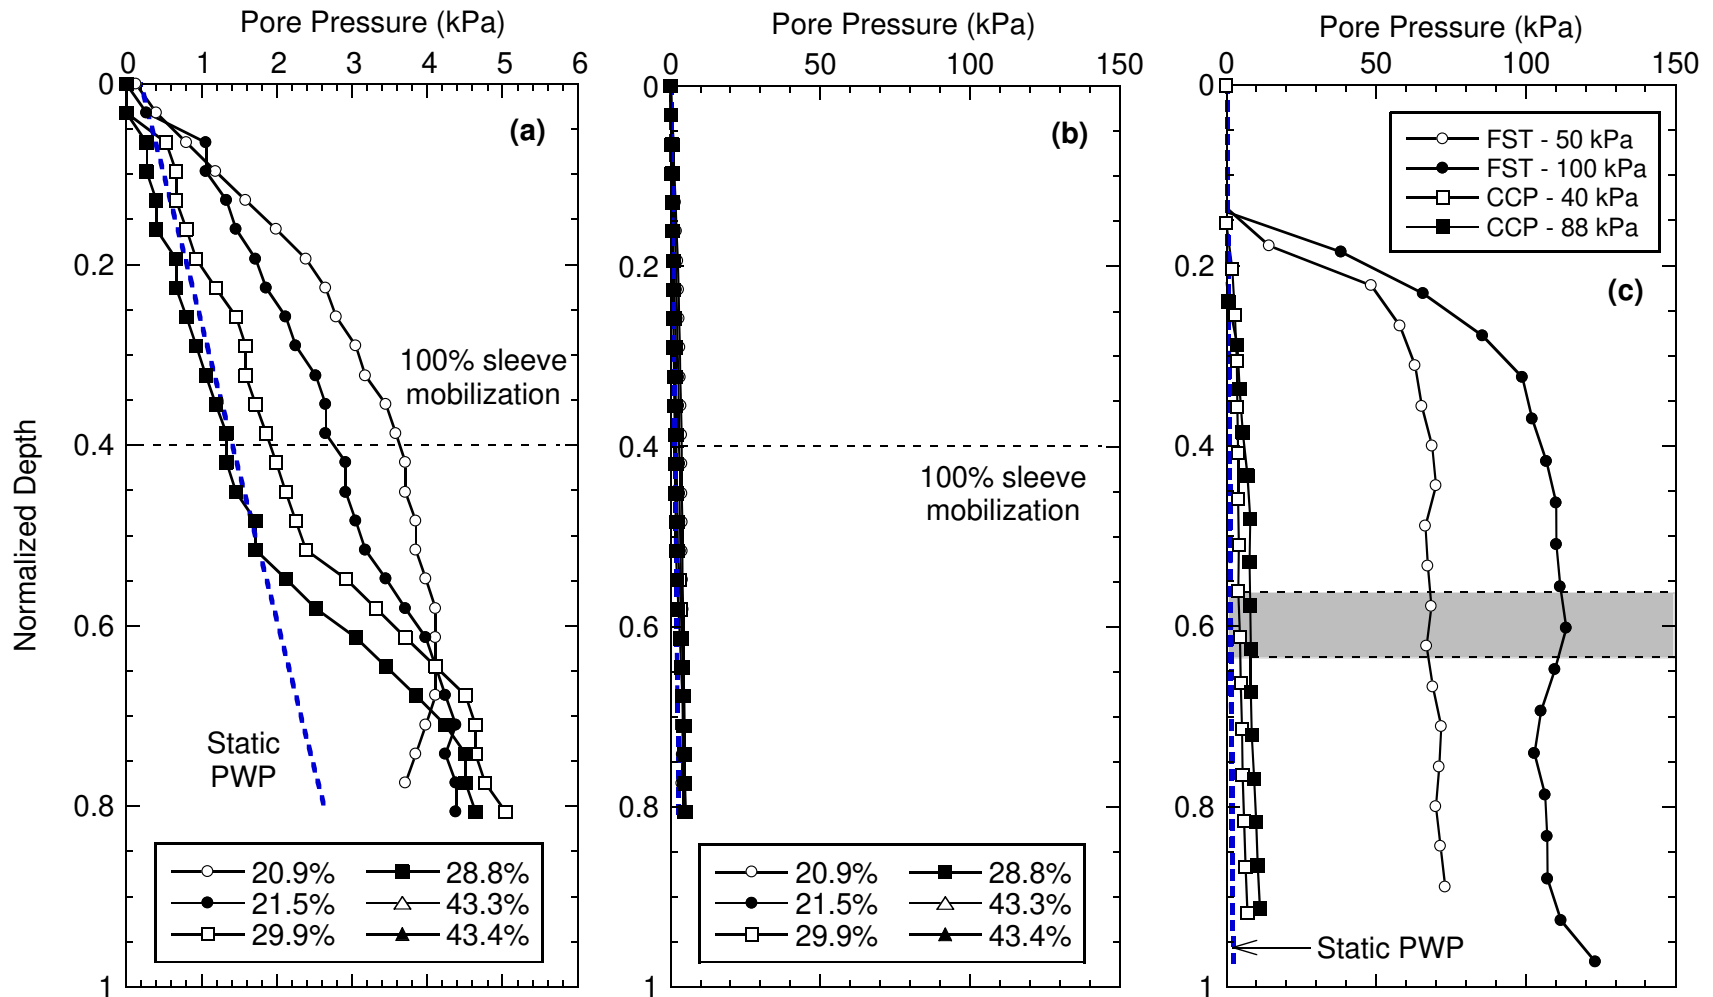 Pore Pressure (kPa)
0 1 2 3 4 5 6
Normalized Depth
0
0.2
0.4
0.6
0.8
1
(a)
100% sleeve
mobilization
Static
PWP
20.9% 28.8%
21.5% 43.3%
29.9% 43.4%
Pore Pressure (kPa)
0 50 100 150
0
0.2
0.4
0.6
0.8
1
(b)
100% sleeve
mobilization
20.9% 28.8%
21.5% 43.3%
29.9% 43.4%
Pore Pressure (kPa)
0 50 100 150
0
0.2
0.4
0.6
0.8
1
FST - 50 kPa
FST - 100 kPa
CCP - 40 kPa
CCP - 88 kPa
(c)
Static PWP